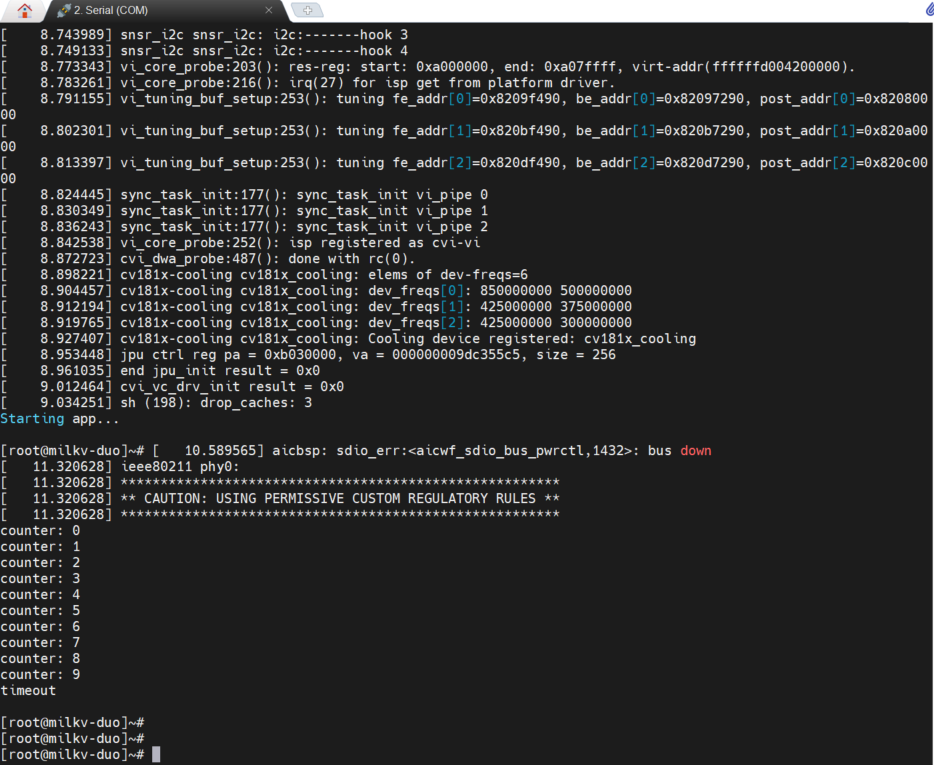 2. Serial (COM)
[    8.743989] snsr_i2c snsr_i2c: i2c:-------hook 3
[    8.749133] snsr_i2c snsr_i2c: i2c:-------hook 4
[    8.773343] vi_core_probe:203(): res-reg: start: 0xa000000, end: 0xa07ffff, virt-addr(ffffffd004200000).
[    8.783261] vi_core_probe:216(): irq(27) for isp get from platform driver.
[    8.791155] vi_tuning_buf_setup:253(): tuning fe_addr[0]=0x8209f490, be_addr[0]=0x82097290, post_addr[0]=0x820800
00
[    8.802301] vi_tuning_buf_setup:253(): tuning fe_addr[1]=0x820bf490, be_addr[1]=0x820b7290, post_addr[1]=0x820a00
00
[    8.813397] vi_tuning_buf_setup:253(): tuning fe_addr[2]=0x820df490, be_addr[2]=0x820d7290, post_addr[2]=0x820c00
00
[    8.824445] sync_task_init:177(): sync_task_init vi_pipe 0
[    8.830349] sync_task_init:177(): sync_task_init vi_pipe 1
[    8.836243] sync_task_init:177(): sync_task_init vi_pipe 2
[    8.842538] vi_core_probe:252(): isp registered as cvi-vi
[    8.872723] cvi_dwa_probe:487(): done with rc(0).
[    8.898221] cv181x-cooling cv181x_cooling: elems of dev-freqs=6
[    8.904457] cv181x-cooling cv181x_cooling: dev_freqs[0]: 850000000 500000000
[    8.912194] cv181x-cooling cv181x_cooling: dev_freqs[1]: 425000000 375000000
[    8.919765] cv181x-cooling cv181x_cooling: dev_freqs[2]: 425000000 300000000
[    8.927407] cv181x-cooling cv181x_cooling: Cooling device registered: cv181x_cooling
[    8.953448] jpu ctrl reg pa = 0xb030000, va = 000000009dc355c5, size = 256
[    8.961035] end jpu_init result = 0x0
[    9.012464] cvi_vc_drv_init result = 0x0
[    9.034251] sh (198): drop_caches: 3
Starting app...
[root@milkv-duo]~# [   10.589565] aicbsp: sdio_err:<aicwf_sdio_bus_pwrctl,1432>: bus down
[   11.320628] ieee80211 phy0:
[   11.320628] *******************************************************
[   11.320628] ** CAUTION: USING PERMISSIVE CUSTOM REGULATORY RULES **
[   11.320628] *******************************************************
counter: 0
counter: 1
counter: 2
counter: 3
counter: 4
counter: 5
counter: 6
counter: 7
counter: 8
counter: 9
timeout
[root@milkv-duo]~#
[root@milkv-duo]~#
[root@milkv-duo]~#